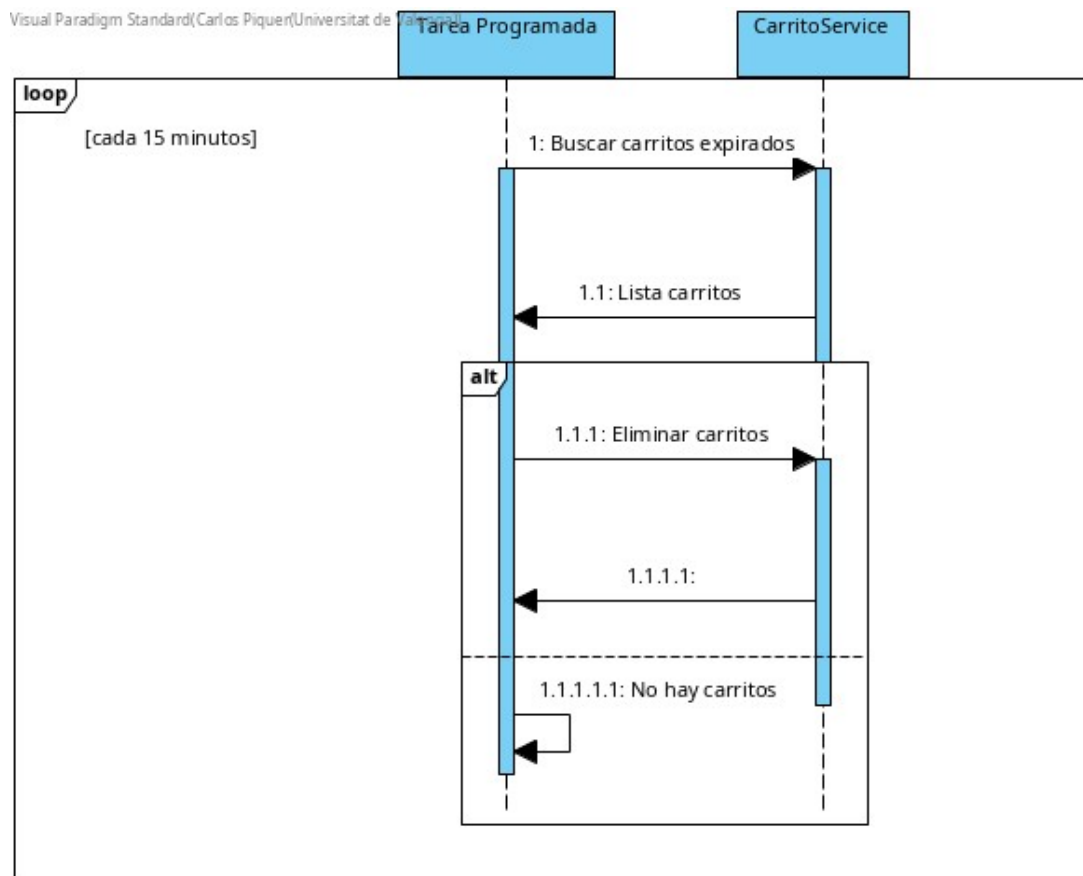 Visual Paradigm Standard(Carlos Piquer(Universitat de
Tarea Programada
CarritoService
loop
[cada 15 minutos]
1: Buscar carritos expirados
1.1: Lista carritos
alt
1.1.1: Eliminar carritos
1.1.1.1:
1.1.1.1.1: No hay carritos